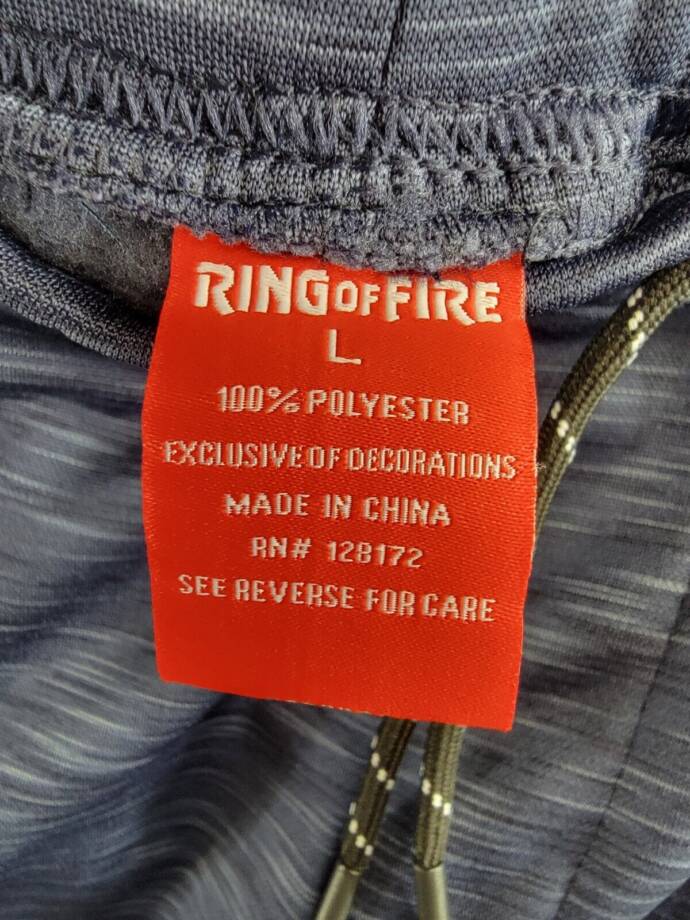 RING OF FIRE
L
100% POLYESTER
EXCLUSIVE OF DECORATIONS
MADE IN CHINA
RN# 128172
SEE REVERSE FOR CARE